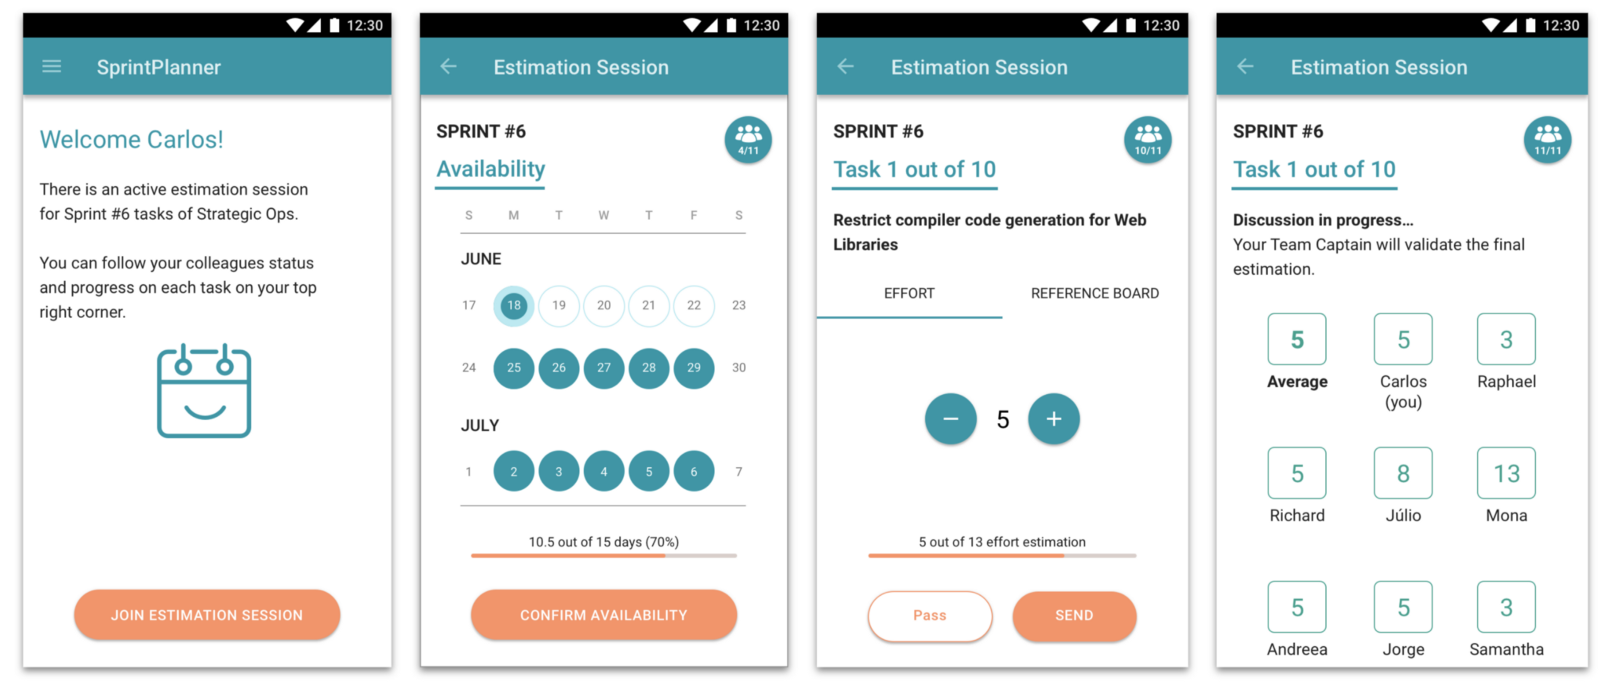 12:30
SprintPlanner
Welcome Carlos!
There is an active estimation session
for Sprint #6 tasks of Strategic Ops.
You can follow your colleagues status
and progress on each task on your top
right corner.
JOIN ESTIMATION SESSION
12:30
Estimation Session
SPRINT #6
4/11
Availability
S M T W T F S
JUNE
17 18 19 20 21 22 23
24 25 26 27 28 29 30
JULY
1 2 3 4 5 6 7
10.5 out of 15 days (70%)
CONFIRM AVAILABILITY
12:30
Estimation Session
SPRINT #6
10/11
Task 1 out of 10
Restrict compiler code generation for Web
Libraries
EFFORT REFERENCE BOARD
− 5 +
5 out of 13 effort estimation
Pass SEND
12:30
Estimation Session
SPRINT #6
11/11
Task 1 out of 10
Discussion in progress...
Your Team Captain will validate the final
estimation.
5 5 3
Average Carlos Raphael
(you)
5 8 13
Richard Júlio Mona
5 5 3
Andreea Jorge Samantha